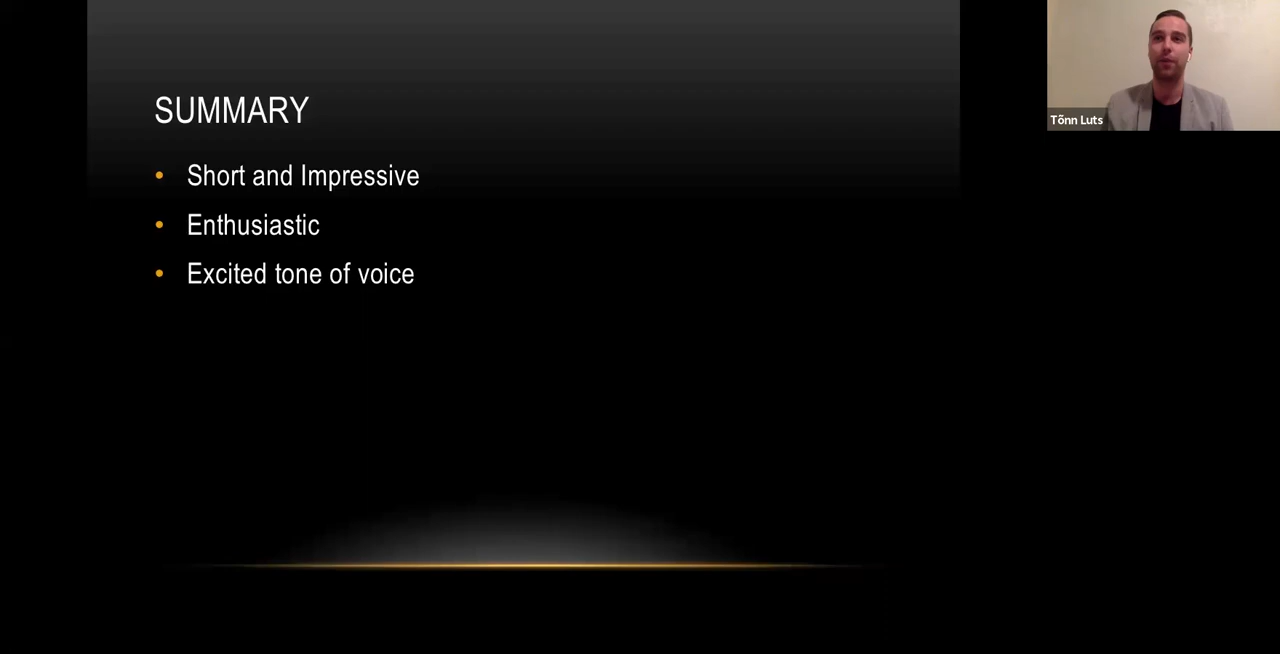 SUMMARY
• Short and Impressive
• Enthusiastic
• Excited tone of voice
Tõnn Luts